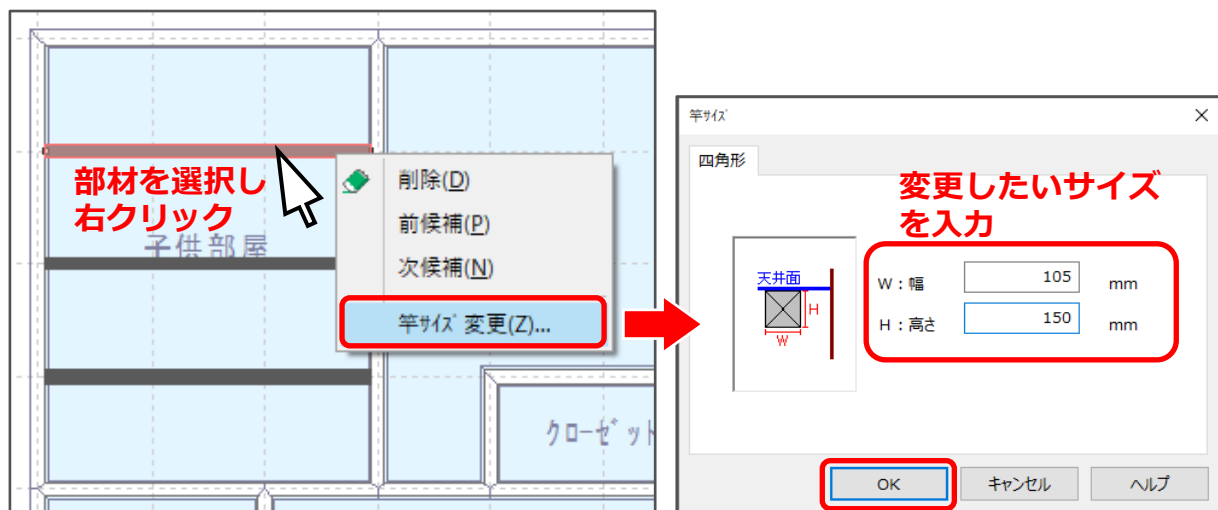 部材を選択し
右クリック
子供部屋
削除(D)
前候補(P)
次候補(N)
竿ｻｲｽﾞ変更(Z)...
クローゼット
竿ｻｲｽﾞ
四角形
変更したいサイズ
を入力
天井面
H
W
W：幅 105 mm
H：高さ 150 mm
OK キャンセル ヘルプ